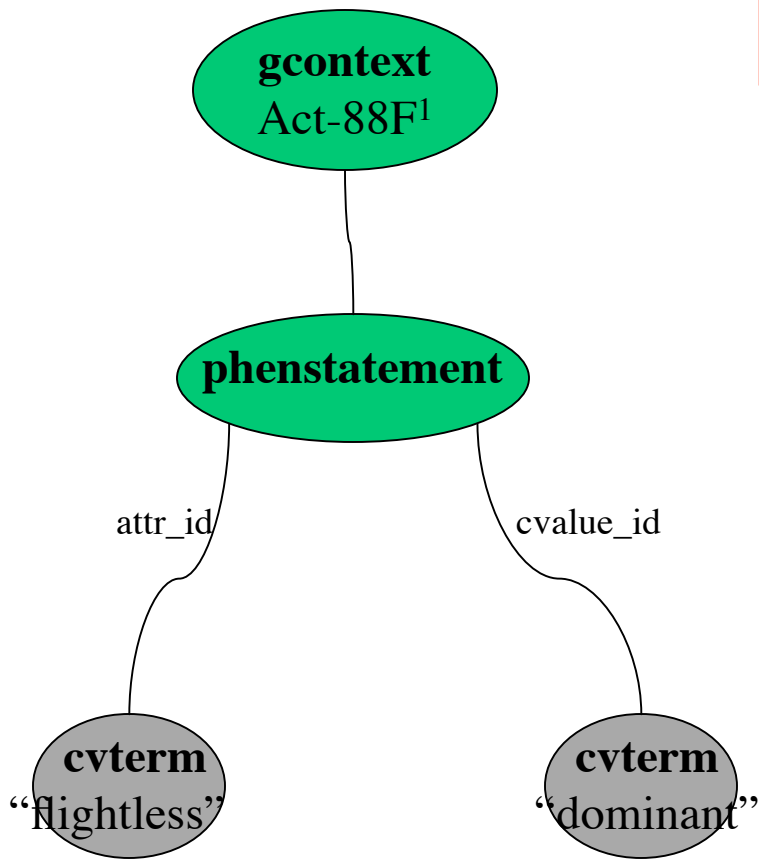 gcontext
Act-88F¹
phenstatement
attr_id
cvalue_id
cvterm
“flightless”
cvterm
“dominant”